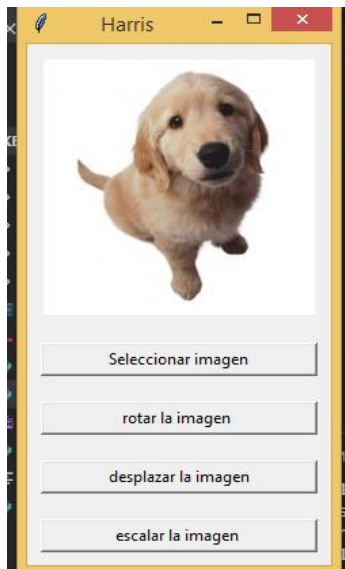 Harris
Seleccionar imagen
rotar la imagen
desplazar la imagen
escalar la imagen